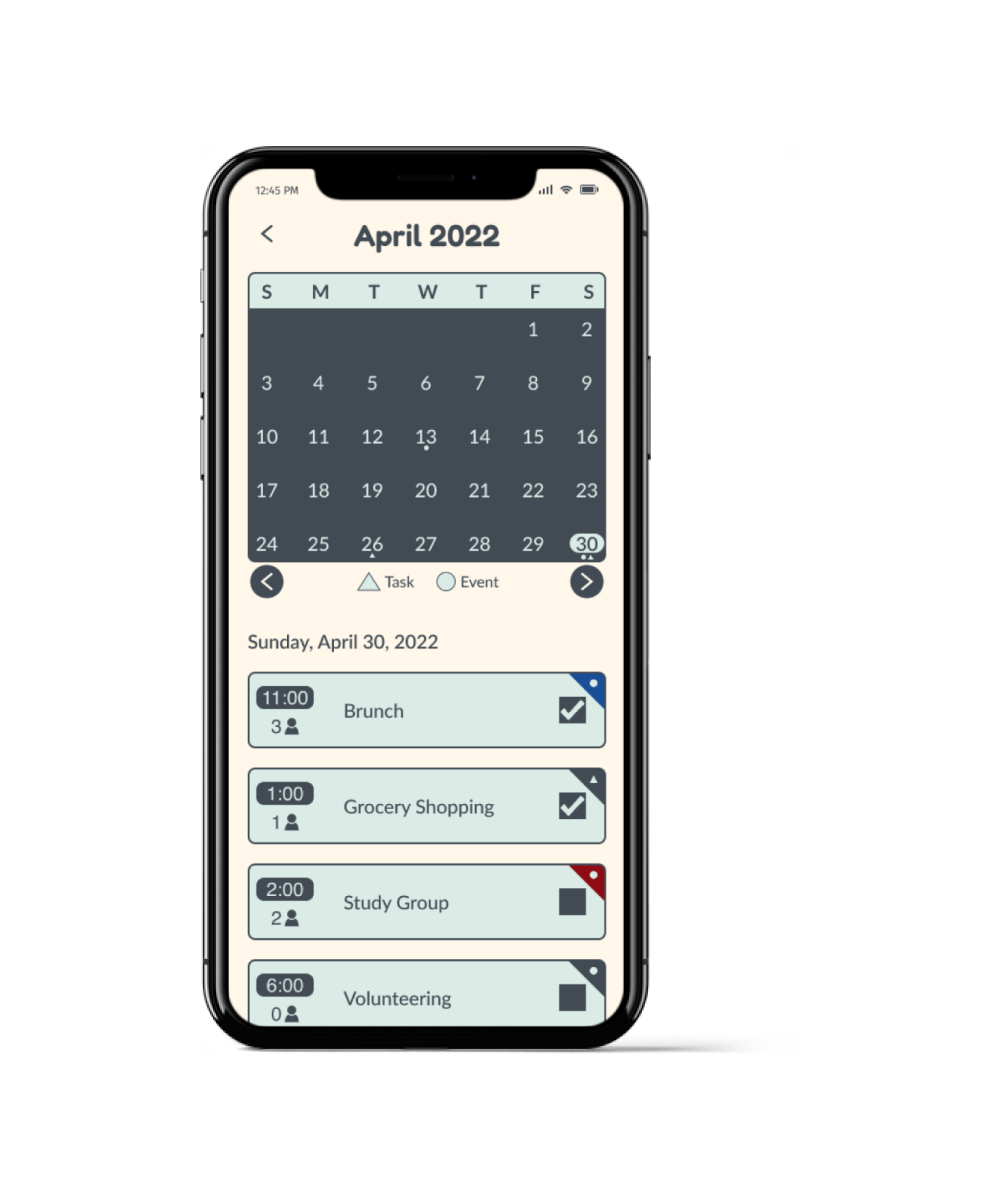 12:45 PM
April 2022
S M T W T F S
1 2
3 4 5 6 7 8 9
10 11 12 13 14 15 16
17 18 19 20 21 22 23
24 25 26 27 28 29 30
Task Event
Sunday, April 30, 2022
11:00
Brunch
3
1:00
Grocery Shopping
1
2:00
Study Group
2
6:00
Volunteering
0